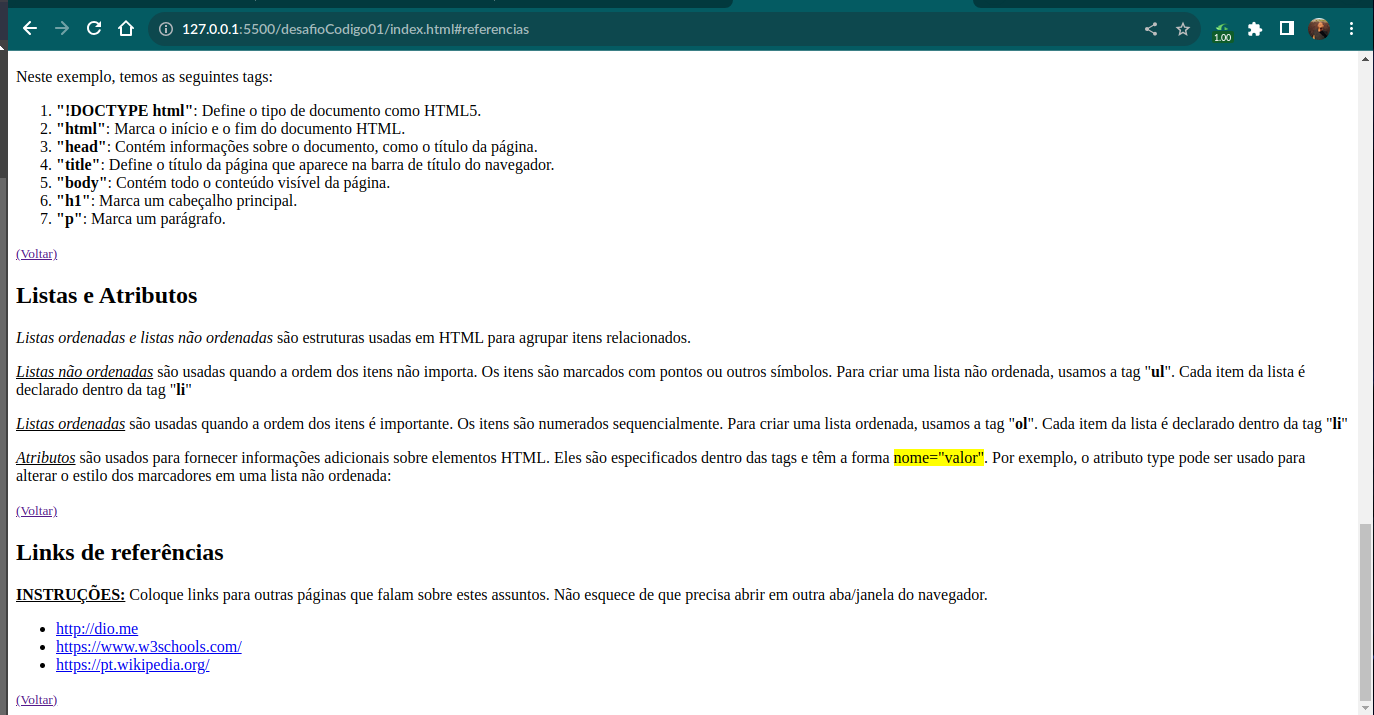 127.0.0.1:5500/desafioCodigo01/index.html#referencias
1.00
Neste exemplo, temos as seguintes tags:
1. "!DOCTYPE html": Define o tipo de documento como HTML5.
2. "html": Marca o início e o fim do documento HTML.
3. "head": Contém informações sobre o documento, como o título da página.
4. "title": Define o título da página que aparece na barra de título do navegador.
5. "body": Contém todo o conteúdo visível da página.
6. "h1": Marca um cabeçalho principal.
7. "p": Marca um parágrafo.
(Voltar)
Listas e Atributos
Listas ordenadas e listas não ordenadas são estruturas usadas em HTML para agrupar itens relacionados.
Listas não ordenadas são usadas quando a ordem dos itens não importa. Os itens são marcados com pontos ou outros símbolos. Para criar uma lista não ordenada, usamos a tag "ul". Cada item da lista é
declarado dentro da tag "li"
Listas ordenadas são usadas quando a ordem dos itens é importante. Os itens são numerados sequencialmente. Para criar uma lista ordenada, usamos a tag "ol". Cada item da lista é declarado dentro da tag "li"
Atributos são usados para fornecer informações adicionais sobre elementos HTML. Eles são especificados dentro das tags e têm a forma nome="valor". Por exemplo, o atributo type pode ser usado para
alterar o estilo dos marcadores em uma lista não ordenada:
(Voltar)
Links de referências
INSTRUÇÕES: Coloque links para outras páginas que falam sobre estes assuntos. Não esquece de que precisa abrir em outra aba/janela do navegador.
• http://dio.me
• https://www.w3schools.com/
• https://pt.wikipedia.org/
(Voltar)